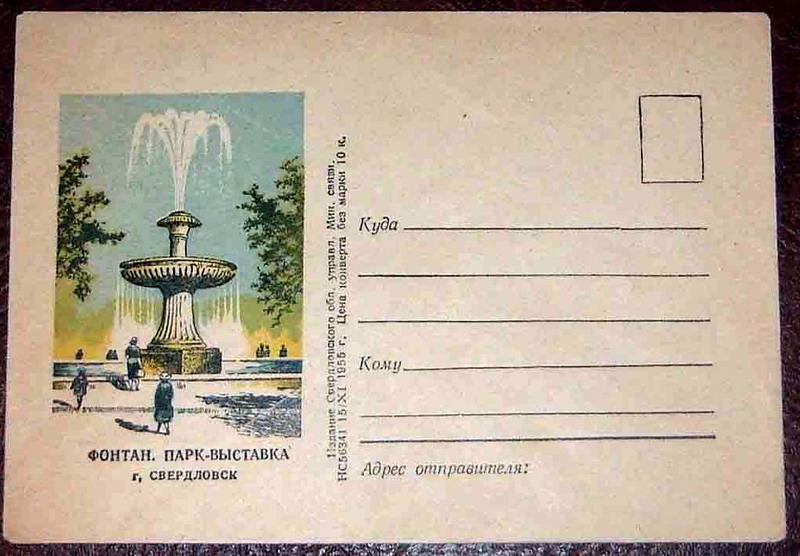 ФОНТАН. ПАРК-ВЫСТАВКА
г, СВЕРДЛОВСК
Издание Свердловского обл. управл. Мин. связи.
НС56341 15/XI 1955 г. Цена конверта без марки 10 к.
Куда
Кому
Адрес отправителя: